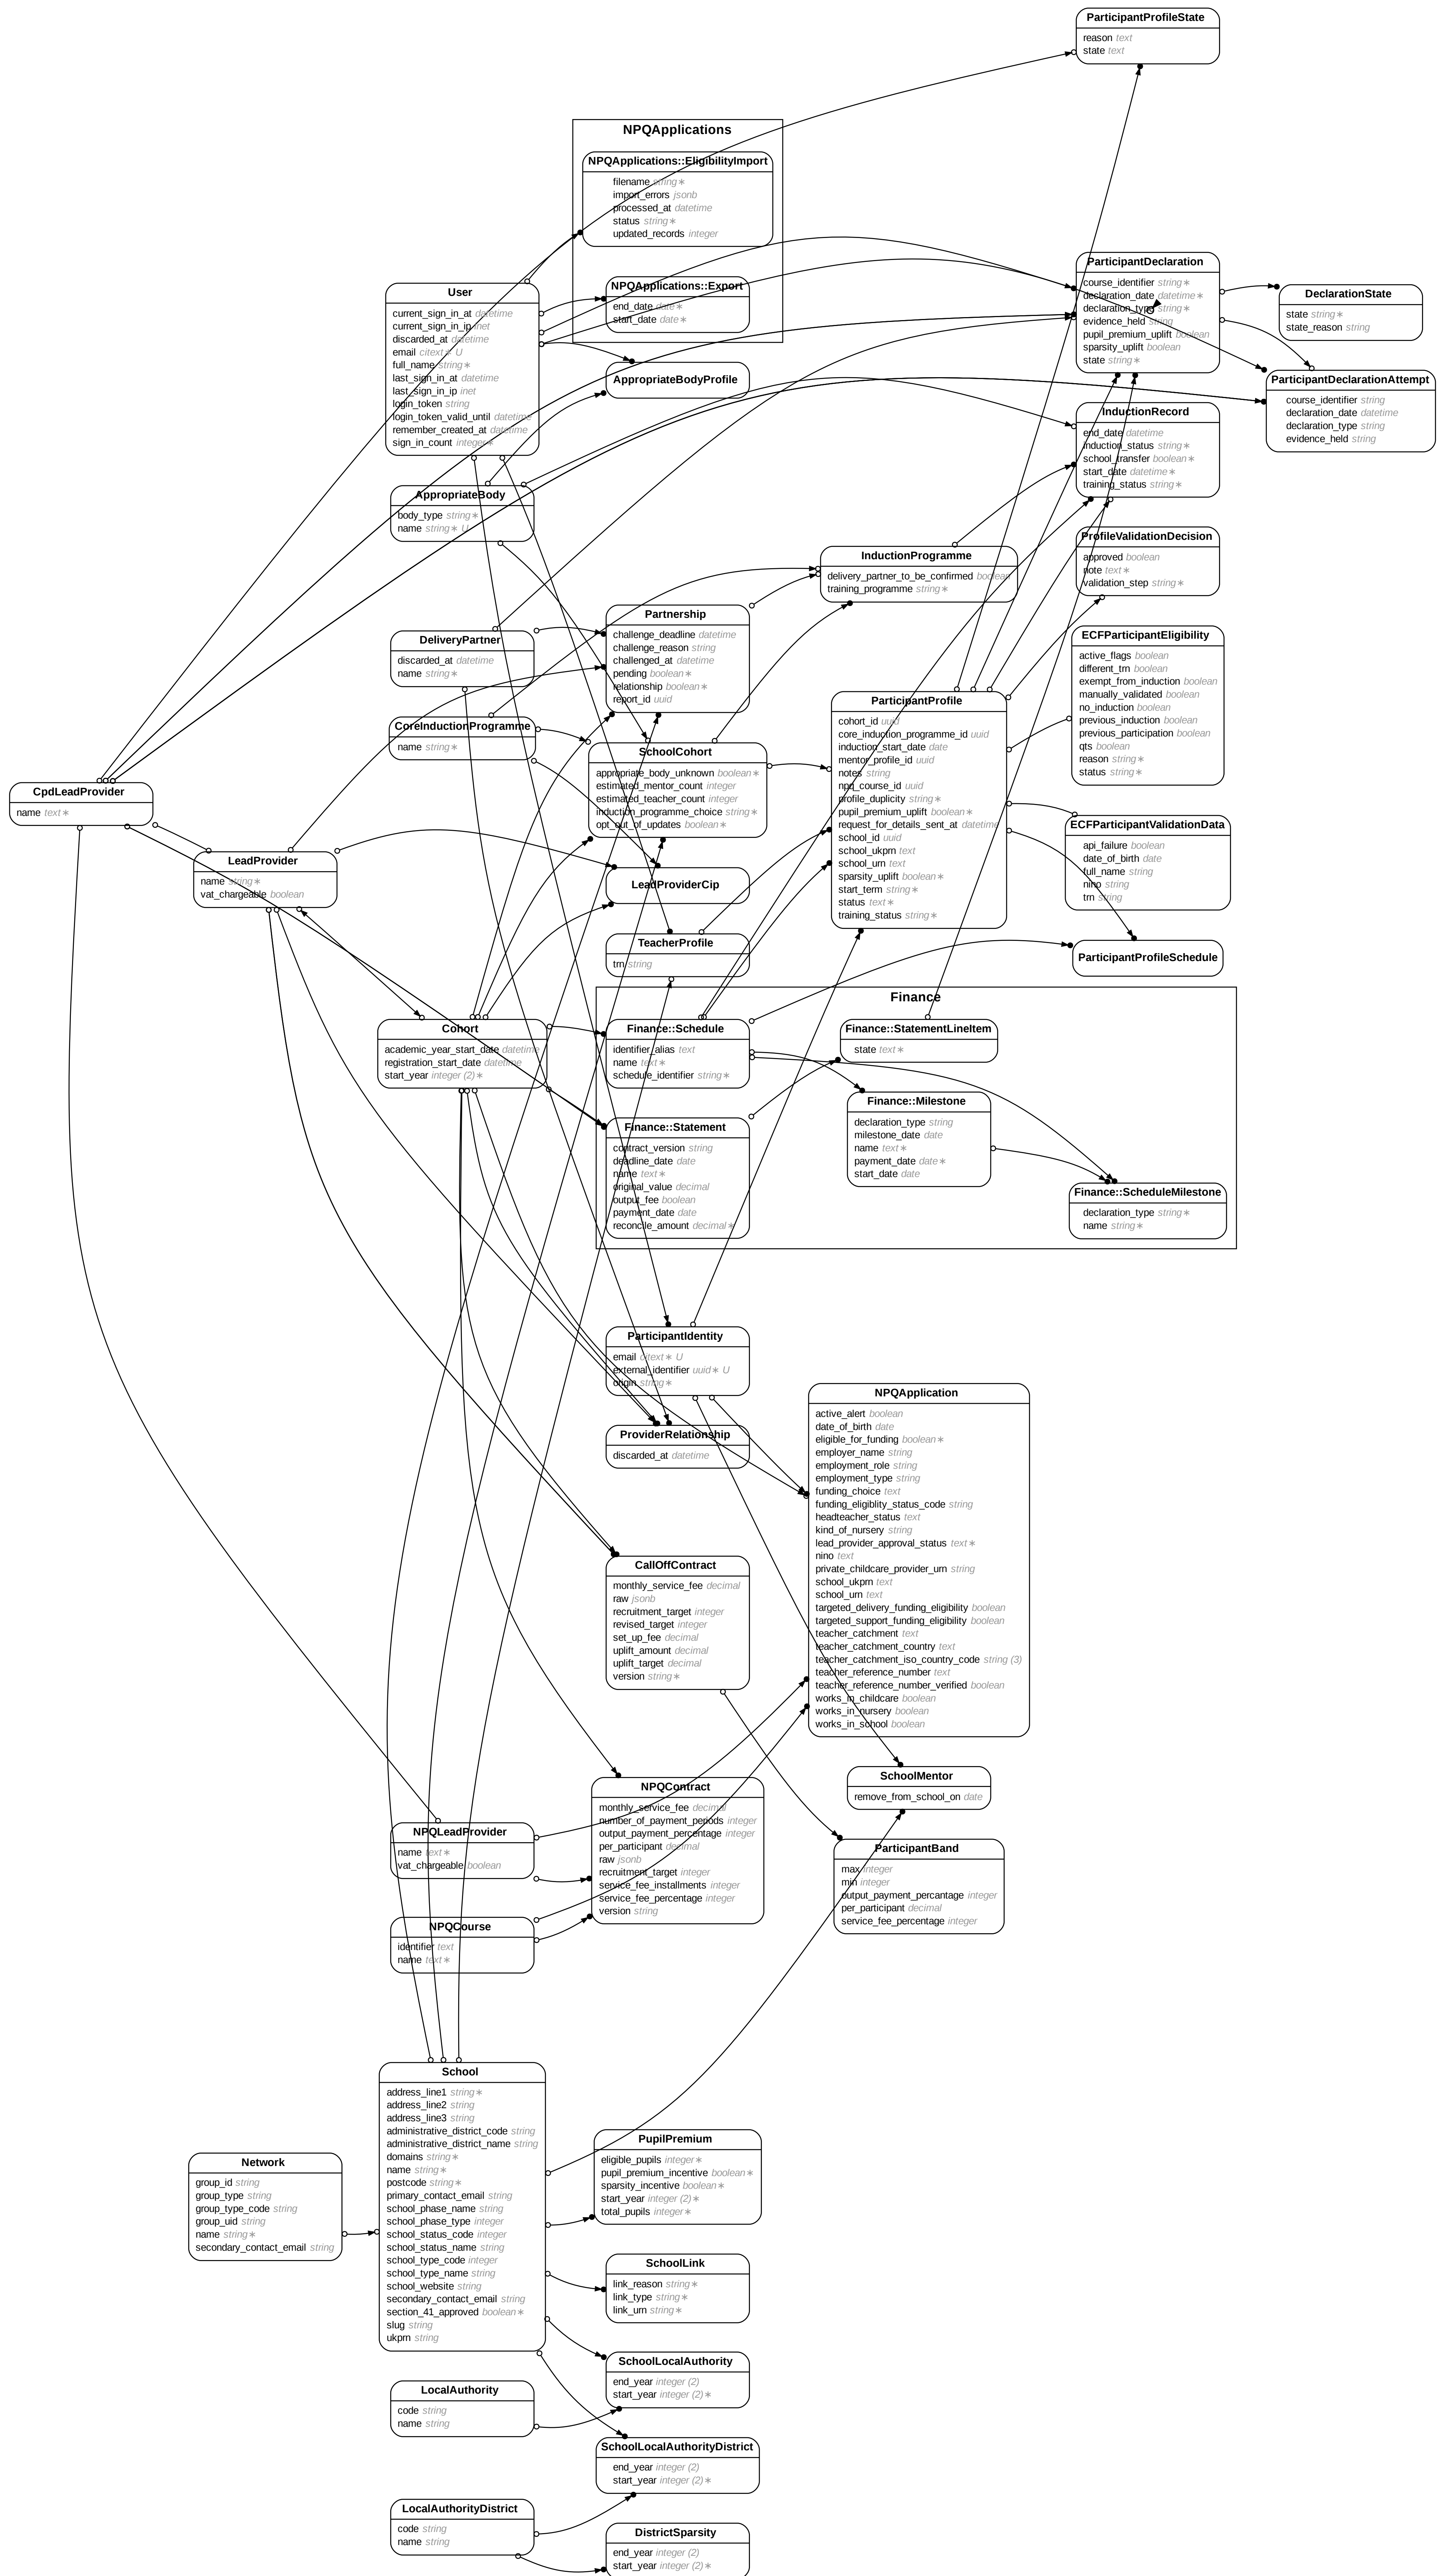 ParticipantProfileState
reason text
state text
NPQApplications
NPQApplications::EligibilityImport
filename string∗
import_errors jsonb
processed_at datetime
status string∗
updated_records integer
NPQApplications::Export
end_date date∗
start_date date∗
User
current_sign_in_at datetime
current_sign_in_ip inet
discarded_at datetime
email citext∗ U
full_name string∗
last_sign_in_at datetime
last_sign_in_ip inet
login_token string
login_token_valid_until datetime
remember_created_at datetime
sign_in_count integer∗
AppropriateBodyProfile
ParticipantDeclaration
course_identifier string∗
declaration_date datetime∗
declaration_type string∗
evidence_held string
pupil_premium_uplift boolean
sparsity_uplift boolean
state string∗
DeclarationState
state string∗
state_reason string
ParticipantDeclarationAttempt
course_identifier string
declaration_date datetime
declaration_type string
evidence_held string
InductionRecord
end_date datetime
induction_status string∗
school_transfer boolean∗
start_date datetime∗
training_status string∗
AppropriateBody
body_type string∗
name string∗ U
ProfileValidationDecision
approved boolean
note text∗
validation_step string∗
InductionProgramme
delivery_partner_to_be_confirmed boolean
training_programme string∗
Partnership
challenge_deadline datetime
challenge_reason string
challenged_at datetime
pending boolean∗
relationship boolean∗
report_id uuid
DeliveryPartner
discarded_at datetime
name string∗
ECFParticipantEligibility
active_flags boolean
different_trn boolean
exempt_from_induction boolean
manually_validated boolean
no_induction boolean
previous_induction boolean
previous_participation boolean
qts boolean
reason string∗
status string∗
ParticipantProfile
cohort_id uuid
core_induction_programme_id uuid
induction_start_date date
mentor_profile_id uuid
notes string
npq_course_id uuid
profile_duplicity string∗
pupil_premium_uplift boolean∗
request_for_details_sent_at datetime
school_id uuid
school_ukprn text
school_urn text
sparsity_uplift boolean∗
start_term string∗
status text∗
training_status string∗
CoreInductionProgramme
name string∗
SchoolCohort
appropriate_body_unknown boolean∗
estimated_mentor_count integer
estimated_teacher_count integer
induction_programme_choice string∗
opt_out_of_updates boolean∗
CpdLeadProvider
name text∗
ECFParticipantValidationData
api_failure boolean
date_of_birth date
full_name string
nino string
trn string
LeadProvider
name string∗
vat_chargeable boolean
LeadProviderCip
TeacherProfile
trn string
ParticipantProfileSchedule
Finance
Cohort
academic_year_start_date datetime
registration_start_date datetime
start_year integer (2)∗
Finance::Schedule
identifier_alias text
name text∗
schedule_identifier string∗
Finance::StatementLineItem
state text∗
Finance::Milestone
declaration_type string
milestone_date date
name text∗
payment_date date∗
start_date date
Finance::Statement
contract_version string
deadline_date date
name text∗
original_value decimal
output_fee boolean
payment_date date
reconcile_amount decimal∗
Finance::ScheduleMilestone
declaration_type string∗
name string∗
ParticipantIdentity
email citext∗ U
external_identifier uuid∗ U
origin string∗
ProviderRelationship
discarded_at datetime
NPQApplication
active_alert boolean
date_of_birth date
eligible_for_funding boolean∗
employer_name string
employment_role string
employment_type string
funding_choice text
funding_eligiblity_status_code string
headteacher_status text
kind_of_nursery string
lead_provider_approval_status text∗
nino text
private_childcare_provider_urn string
school_ukprn text
school_urn text
targeted_delivery_funding_eligibility boolean
targeted_support_funding_eligibility boolean
teacher_catchment text
teacher_catchment_country text
teacher_catchment_iso_country_code string (3)
teacher_reference_number text
teacher_reference_number_verified boolean
works_in_childcare boolean
works_in_nursery boolean
works_in_school boolean
CallOffContract
monthly_service_fee decimal
raw jsonb
recruitment_target integer
revised_target integer
set_up_fee decimal
uplift_amount decimal
uplift_target decimal
version string∗
SchoolMentor
remove_from_school_on date
NPQContract
monthly_service_fee decimal
number_of_payment_periods integer
output_payment_percentage integer
per_participant decimal
raw jsonb
recruitment_target integer
service_fee_installments integer
service_fee_percentage integer
version string
NPQLeadProvider
name text∗
vat_chargeable boolean
ParticipantBand
max integer
min integer
output_payment_percantage integer
per_participant decimal
service_fee_percentage integer
NPQCourse
identifier text
name text∗
School
address_line1 string∗
address_line2 string
address_line3 string
administrative_district_code string
administrative_district_name string
domains string∗
name string∗
postcode string∗
primary_contact_email string
school_phase_name string
school_phase_type integer
school_status_code integer
school_status_name string
school_type_code integer
school_type_name string
school_website string
secondary_contact_email string
section_41_approved boolean∗
slug string
ukprn string
PupilPremium
eligible_pupils integer∗
pupil_premium_incentive boolean∗
sparsity_incentive boolean∗
start_year integer (2)∗
total_pupils integer∗
Network
group_id string
group_type string
group_type_code string
group_uid string
name string∗
secondary_contact_email string
SchoolLink
link_reason string∗
link_type string∗
link_urn string∗
SchoolLocalAuthority
end_year integer (2)
start_year integer (2)∗
LocalAuthority
code string
name string
SchoolLocalAuthorityDistrict
end_year integer (2)
start_year integer (2)∗
LocalAuthorityDistrict
code string
name string
DistrictSparsity
end_year integer (2)
start_year integer (2)∗